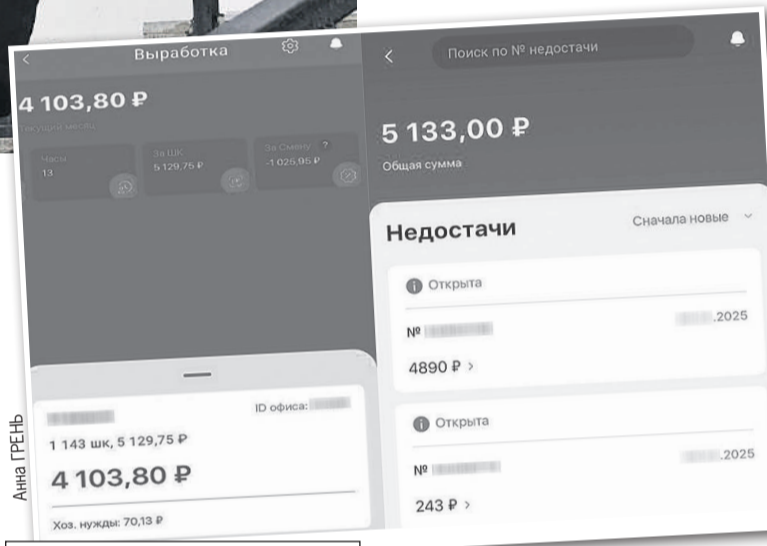 Выработка
4 103,80 ₽
Текущий месяц
Часы
13
За ШК
5 129,75 ₽
За Смену ?
-1 025,95 ₽
ID офиса:
1 143 шк, 5 129,75 ₽
4 103,80 ₽
Хоз. нужды: 70,13 ₽
Поиск по № недостачи
5 133,00 ₽
Общая сумма
Недостачи
Сначала новые
Открыта
№
.2025
4890 ₽ >
Открыта
№
.2025
243 ₽ >
Анна ГРЕНЬ